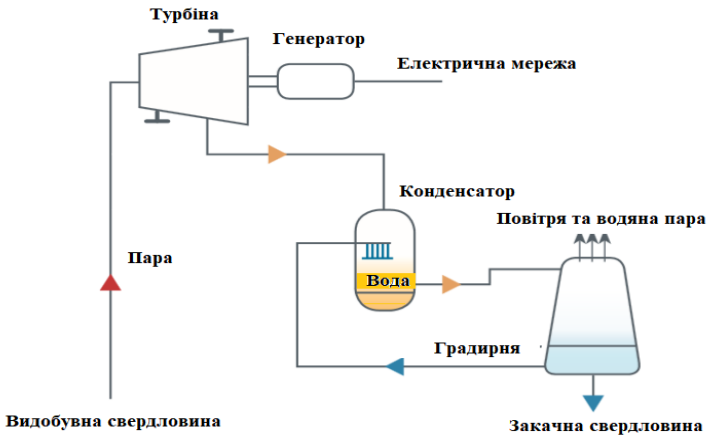 Турбіна
Генератор
Електрична мережа
Конденсатор
Повітря та водяна пара
Пара
Вода
Градирня
Видобувна свердловина
Закачна свердловина